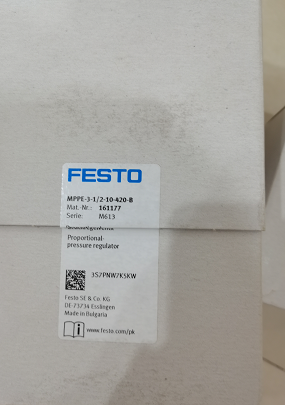 FESTO
MPPE-3-1/2-10-420-B
Mat.-Nr.: 161177
Serie: M613
Proportional-
pressure regulator
3S7PNW7K5KW
Festo SE & Co. KG
DE-73734 Esslingen
Made in Bulgaria
www.festo.com/pk